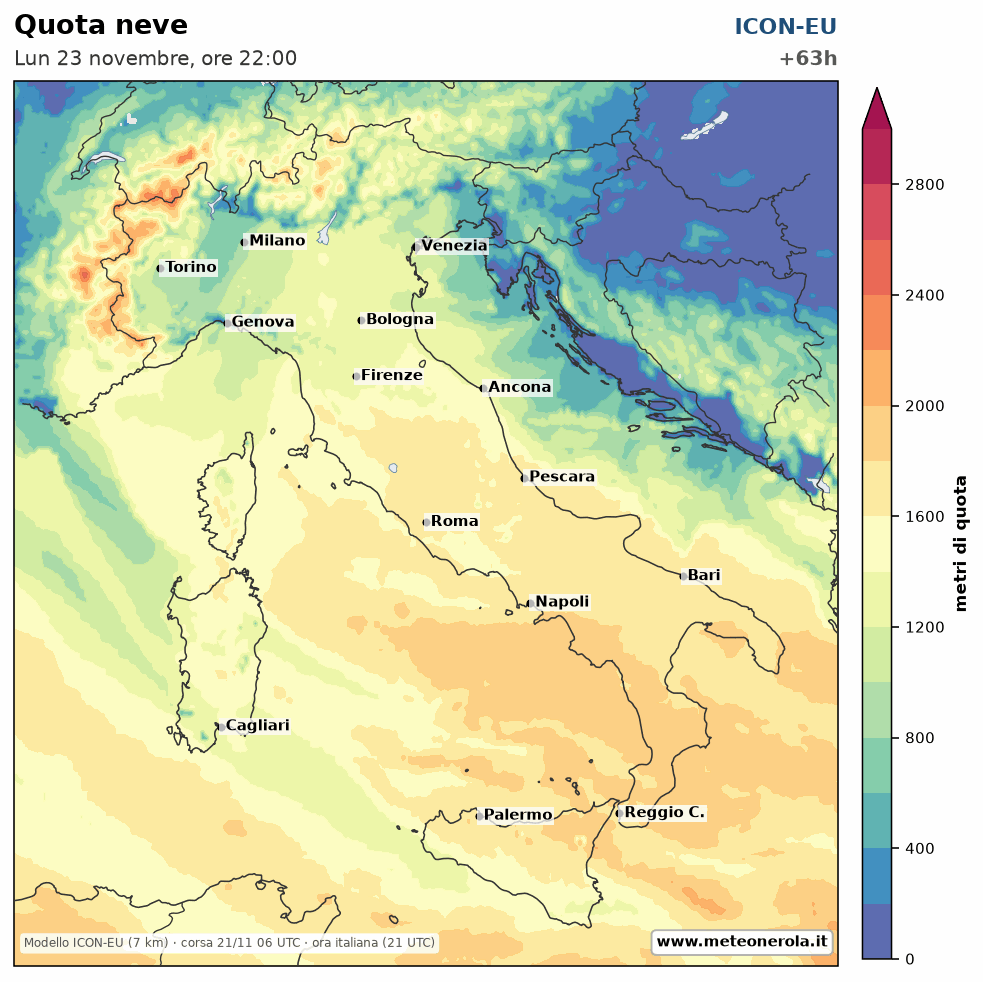 Quota neve
ICON-EU
Lun 23 novembre, ore 22:00
+63h
Milano
Venezia
Torino
Genova
Bologna
Firenze
Ancona
Pescara
Roma
Bari
Napoli
Cagliari
Palermo
Reggio C.
2800
2400
2000
1600
1200
800
400
0
metri di quota
Modello ICON-EU (7 km) · corsa 21/11 06 UTC · ora italiana (21 UTC)
www.meteonerola.it